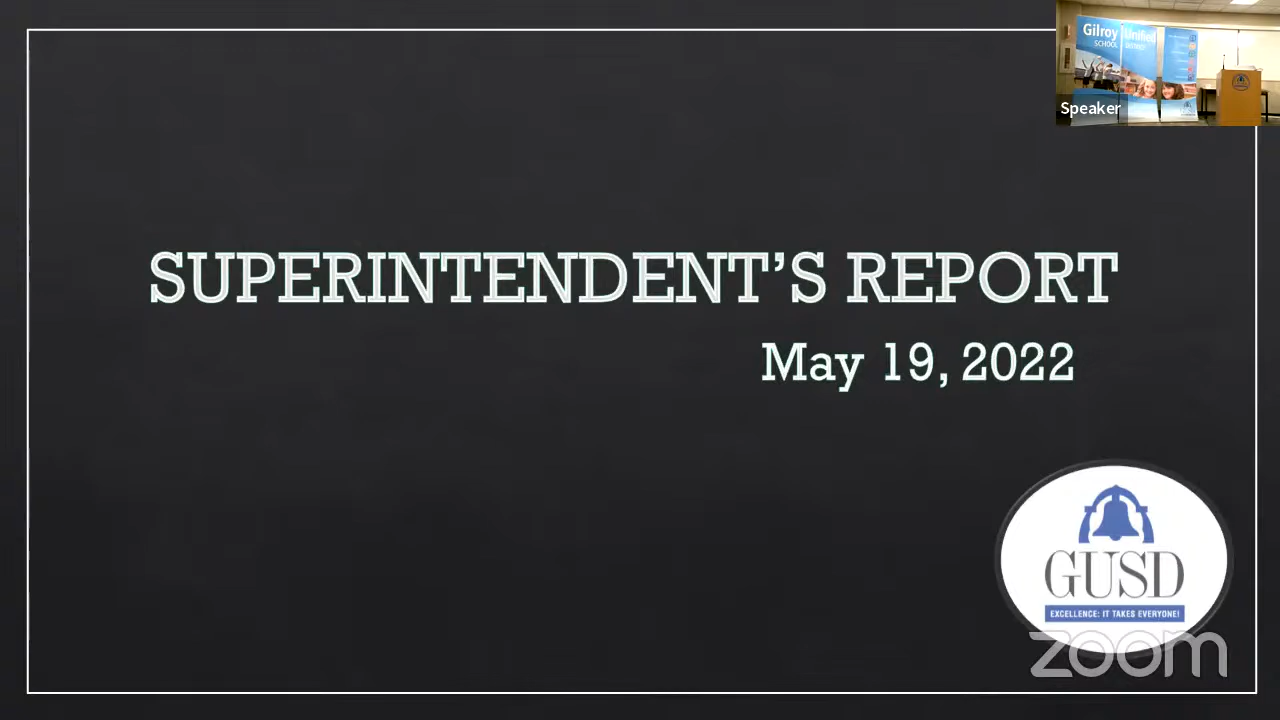 Gilroy Unified
SCHOOL DISTRICT
Speaker
SUPERINTENDENT'S REPORT
May 19, 2022
GUSD
EXCELLENCE: IT TAKES EVERYONE!
zoom